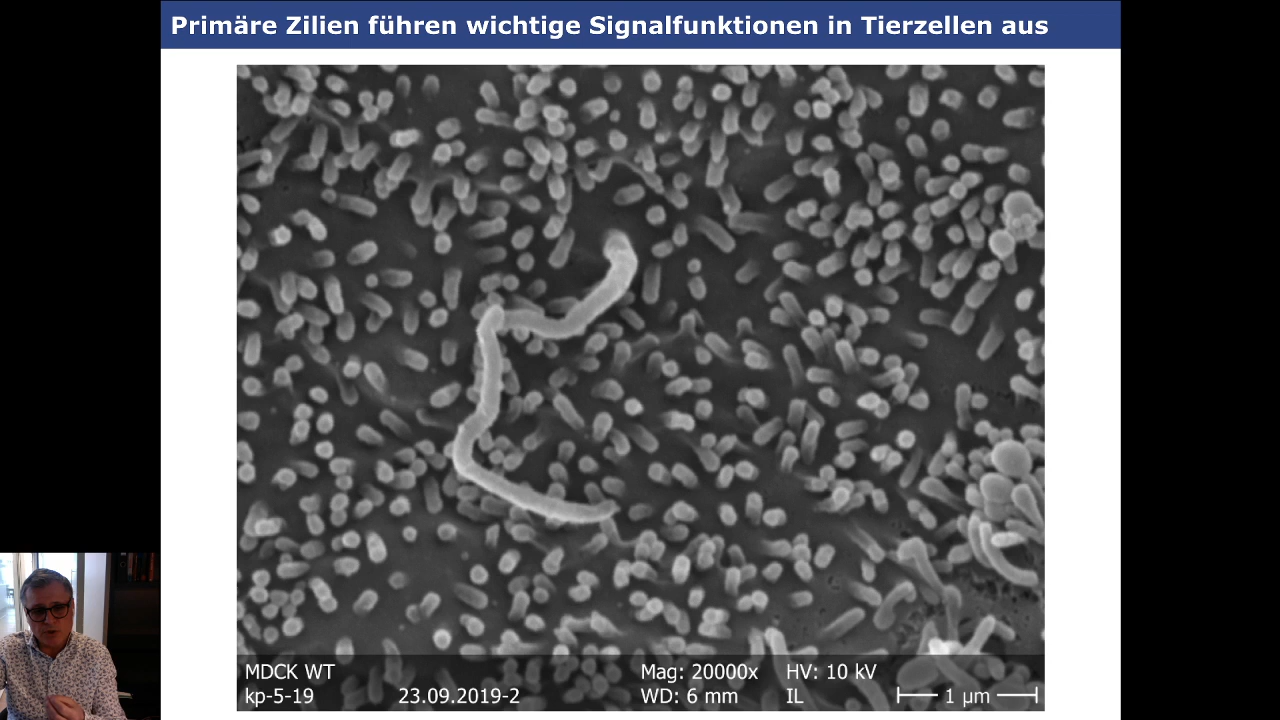 Primäre Zilien führen wichtige Signalfunktionen in Tierzellen aus
MDCK WT Mag: 20000x HV: 10 kV
kp-5-19 23.09.2019-2 WD: 6 mm IL 1 µm